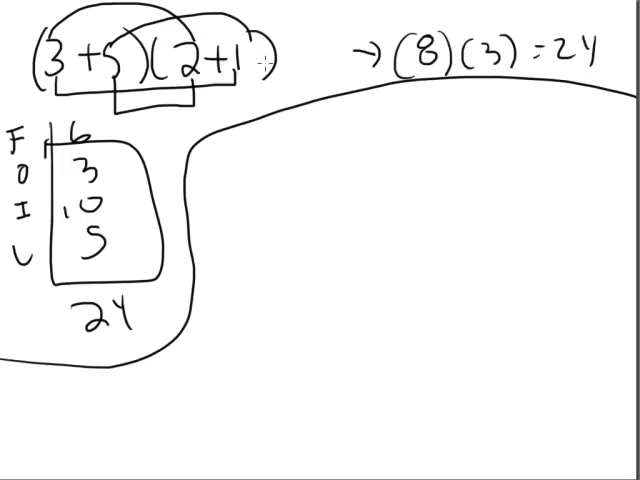 (3+5)(2+1) → (8)(3) = 24
F 6
O 3
I 10
L 5
24